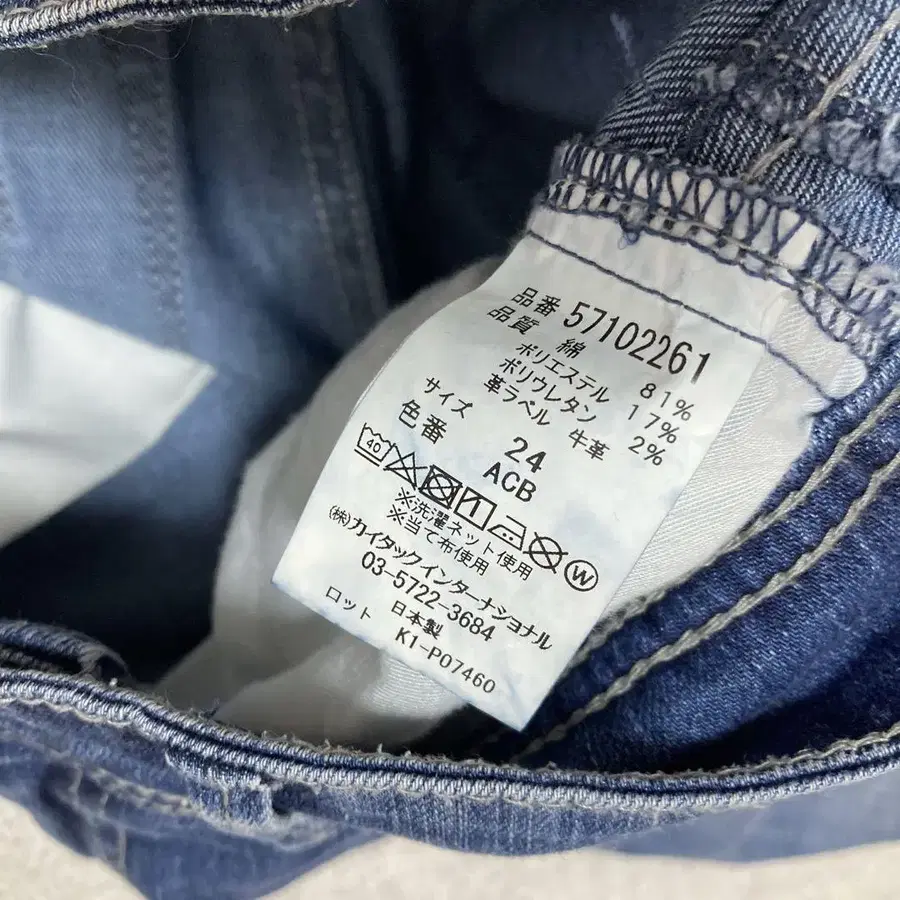 品番 57102261
品質 綿 81%
ポリエステル 17%
ポリウレタン 2%
革ラベル 牛革
サイズ 24
色番 ACB
40 W
※洗濯ネット使用
※当て布使用
(株)カイタックインターナショナル
03-5722-3684
日本製
ロット K1-P07460